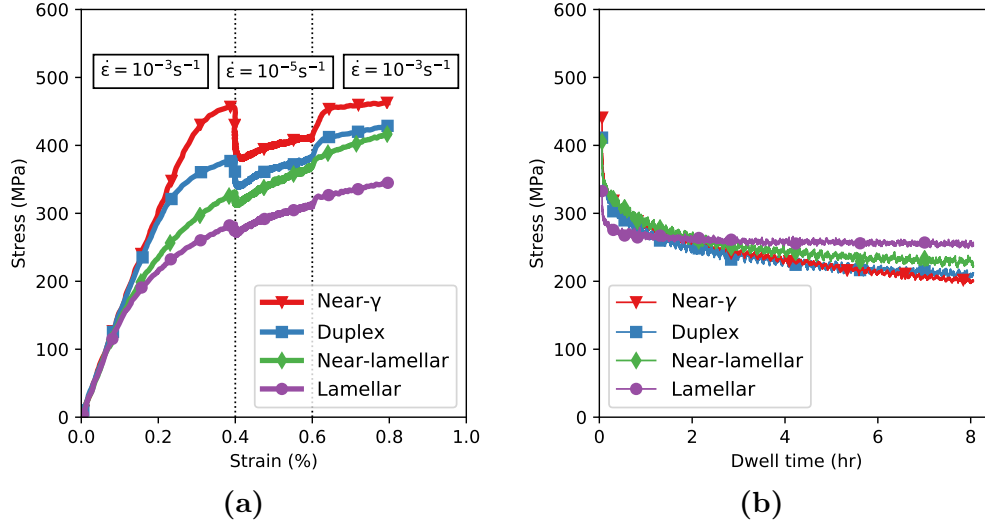 600
500
400
300
200
100
0
Stress (MPa)
ε̇ = 10⁻³s⁻¹
ε̇ = 10⁻⁵s⁻¹
ε̇ = 10⁻³s⁻¹
Near-γ
Duplex
Near-lamellar
Lamellar
0.0 0.2 0.4 0.6 0.8 1.0
Strain (%)
(a)
600
500
400
300
200
100
0
Stress (MPa)
Near-γ
Duplex
Near-lamellar
Lamellar
0 2 4 6 8
Dwell time (hr)
(b)